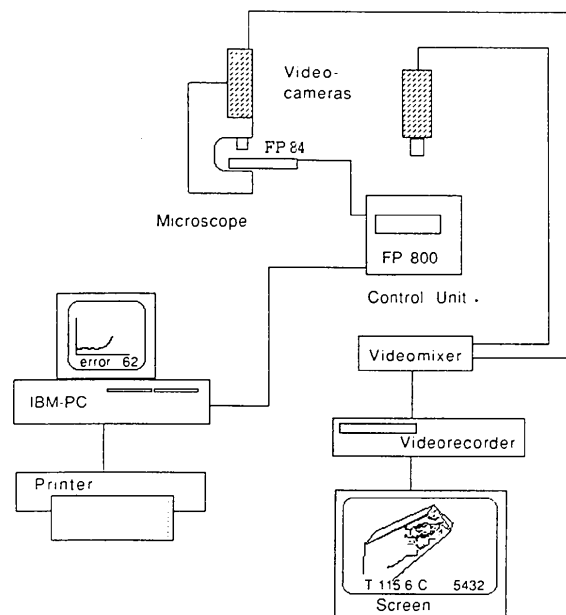 Video-
cameras
FP 84
Microscope
FP 800
Control Unit .
error 62
Videomixer
IBM-PC
Videorecorder
Printer
T 115 6 C 5432
Screen